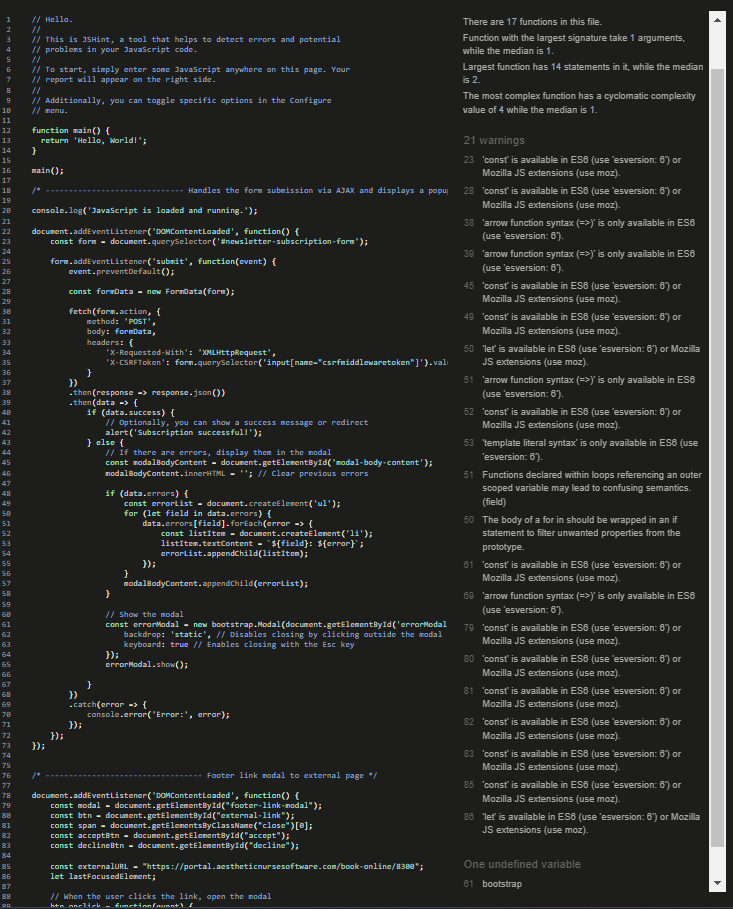 1 // Hello.
2 //
3 // This is JSHint, a tool that helps to detect errors and potential
4 // problems in your JavaScript code.
5 //
6 // To start, simply enter some JavaScript anywhere on this page. Your
7 // report will appear on the right side.
8 //
9 // Additionally, you can toggle specific options in the Configure
10 // menu.
11
12 function main() {
13 return 'Hello, World!';
14 }
15
16 main();
17
18 /* ------------------------------ Handles the form submission via AJAX and displays a popu
19
20 console.log('JavaScript is loaded and running.');
21
22 document.addEventListener('DOMContentLoaded', function() {
23 const form = document.querySelector('#newsletter-subscription-form');
24
25 form.addEventListener('submit', function(event) {
26 event.preventDefault();
27
28 const formData = new FormData(form);
29
30 fetch(form.action, {
31 method: 'POST',
32 body: formData,
33 headers: {
34 'X-Requested-With': 'XMLHttpRequest',
35 'X-CSRFToken': form.querySelector('input[name="csrfmiddlewaretoken"]').val
36 }
37 })
38 .then(response => response.json())
39 .then(data => {
40 if (data.success) {
41 // Optionally, you can show a success message or redirect
42 alert('Subscription successful!');
43 } else {
44 // If there are errors, display them in the modal
45 const modalBodyContent = document.getElementById('modal-body-content');
46 modalBodyContent.innerHTML = ''; // Clear previous errors
47
48 if (data.errors) {
49 const errorList = document.createElement('ul');
50 for (let field in data.errors) {
51 data.errors[field].forEach(error => {
52 const listItem = document.createElement('li');
53 listItem.textContent = `${field}: ${error}`;
54 errorList.appendChild(listItem);
55 });
56 }
57 modalBodyContent.appendChild(errorList);
58 }
59
60 // Show the modal
61 const errorModal = new bootstrap.Modal(document.getElementById('errorModal
62 backdrop: 'static', // Disables closing by clicking outside the modal
63 keyboard: true // Enables closing with the Esc key
64 });
65 errorModal.show();
66
67 }
68 })
69 .catch(error => {
70 console.error('Error:', error);
71 });
72 });
73 });
74
75
76 /* ---------------------------------- Footer link modal to external page */
77
78 document.addEventListener('DOMContentLoaded', function() {
79 const modal = document.getElementById("footer-link-modal");
80 const btn = document.getElementById("external-link");
81 const span = document.getElementsByClassName("close")[0];
82 const acceptBtn = document.getElementById("accept");
83 const declineBtn = document.getElementById("decline");
84
85 const externalURL = "https://portal.aestheticnursesoftware.com/book-online/8300";
86 let lastFocusedElement;
87
88 // When the user clicks the link, open the modal
89 btn.onclick = function(event) {
There are 17 functions in this file.
Function with the largest signature take 1 arguments,
while the median is 1.
Largest function has 14 statements in it, while the median
is 2.
The most complex function has a cyclomatic complexity
value of 4 while the median is 1.
21 warnings
23 'const' is available in ES6 (use 'esversion: 6') or
Mozilla JS extensions (use moz).
28 'const' is available in ES6 (use 'esversion: 6') or
Mozilla JS extensions (use moz).
38 'arrow function syntax (=>)' is only available in ES6
(use 'esversion: 6').
39 'arrow function syntax (=>)' is only available in ES6
(use 'esversion: 6').
45 'const' is available in ES6 (use 'esversion: 6') or
Mozilla JS extensions (use moz).
49 'const' is available in ES6 (use 'esversion: 6') or
Mozilla JS extensions (use moz).
50 'let' is available in ES6 (use 'esversion: 6') or Mozilla
JS extensions (use moz).
51 'arrow function syntax (=>)' is only available in ES6
(use 'esversion: 6').
52 'const' is available in ES6 (use 'esversion: 6') or
Mozilla JS extensions (use moz).
53 'template literal syntax' is only available in ES6 (use
'esversion: 6').
51 Functions declared within loops referencing an outer
scoped variable may lead to confusing semantics.
(field)
50 The body of a for in should be wrapped in an if
statement to filter unwanted properties from the
prototype.
61 'const' is available in ES6 (use 'esversion: 6') or
Mozilla JS extensions (use moz).
69 'arrow function syntax (=>)' is only available in ES6
(use 'esversion: 6').
79 'const' is available in ES6 (use 'esversion: 6') or
Mozilla JS extensions (use moz).
80 'const' is available in ES6 (use 'esversion: 6') or
Mozilla JS extensions (use moz).
81 'const' is available in ES6 (use 'esversion: 6') or
Mozilla JS extensions (use moz).
82 'const' is available in ES6 (use 'esversion: 6') or
Mozilla JS extensions (use moz).
83 'const' is available in ES6 (use 'esversion: 6') or
Mozilla JS extensions (use moz).
85 'const' is available in ES6 (use 'esversion: 6') or
Mozilla JS extensions (use moz).
86 'let' is available in ES6 (use 'esversion: 6') or Mozilla
JS extensions (use moz).
One undefined variable
61 bootstrap